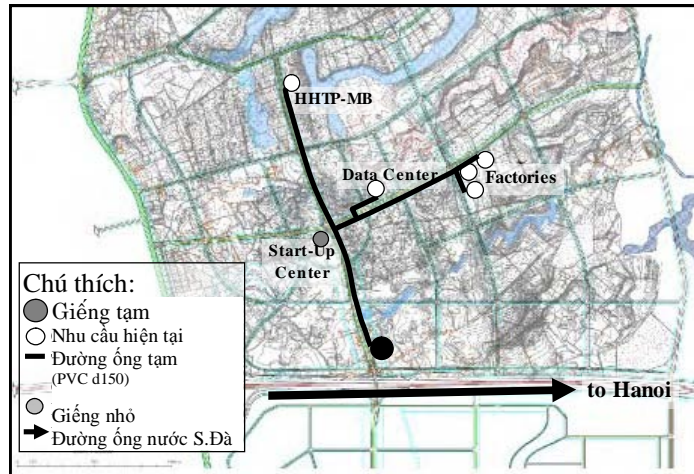 HHTP-MB
Data Center
Factories
Start-Up
Center
Chú thích:
Giếng tạm
Nhu cầu hiện tại
Đường ống tạm
(PVC d150)
Giếng nhỏ
Đường ống nước S.Đà
to Hanoi